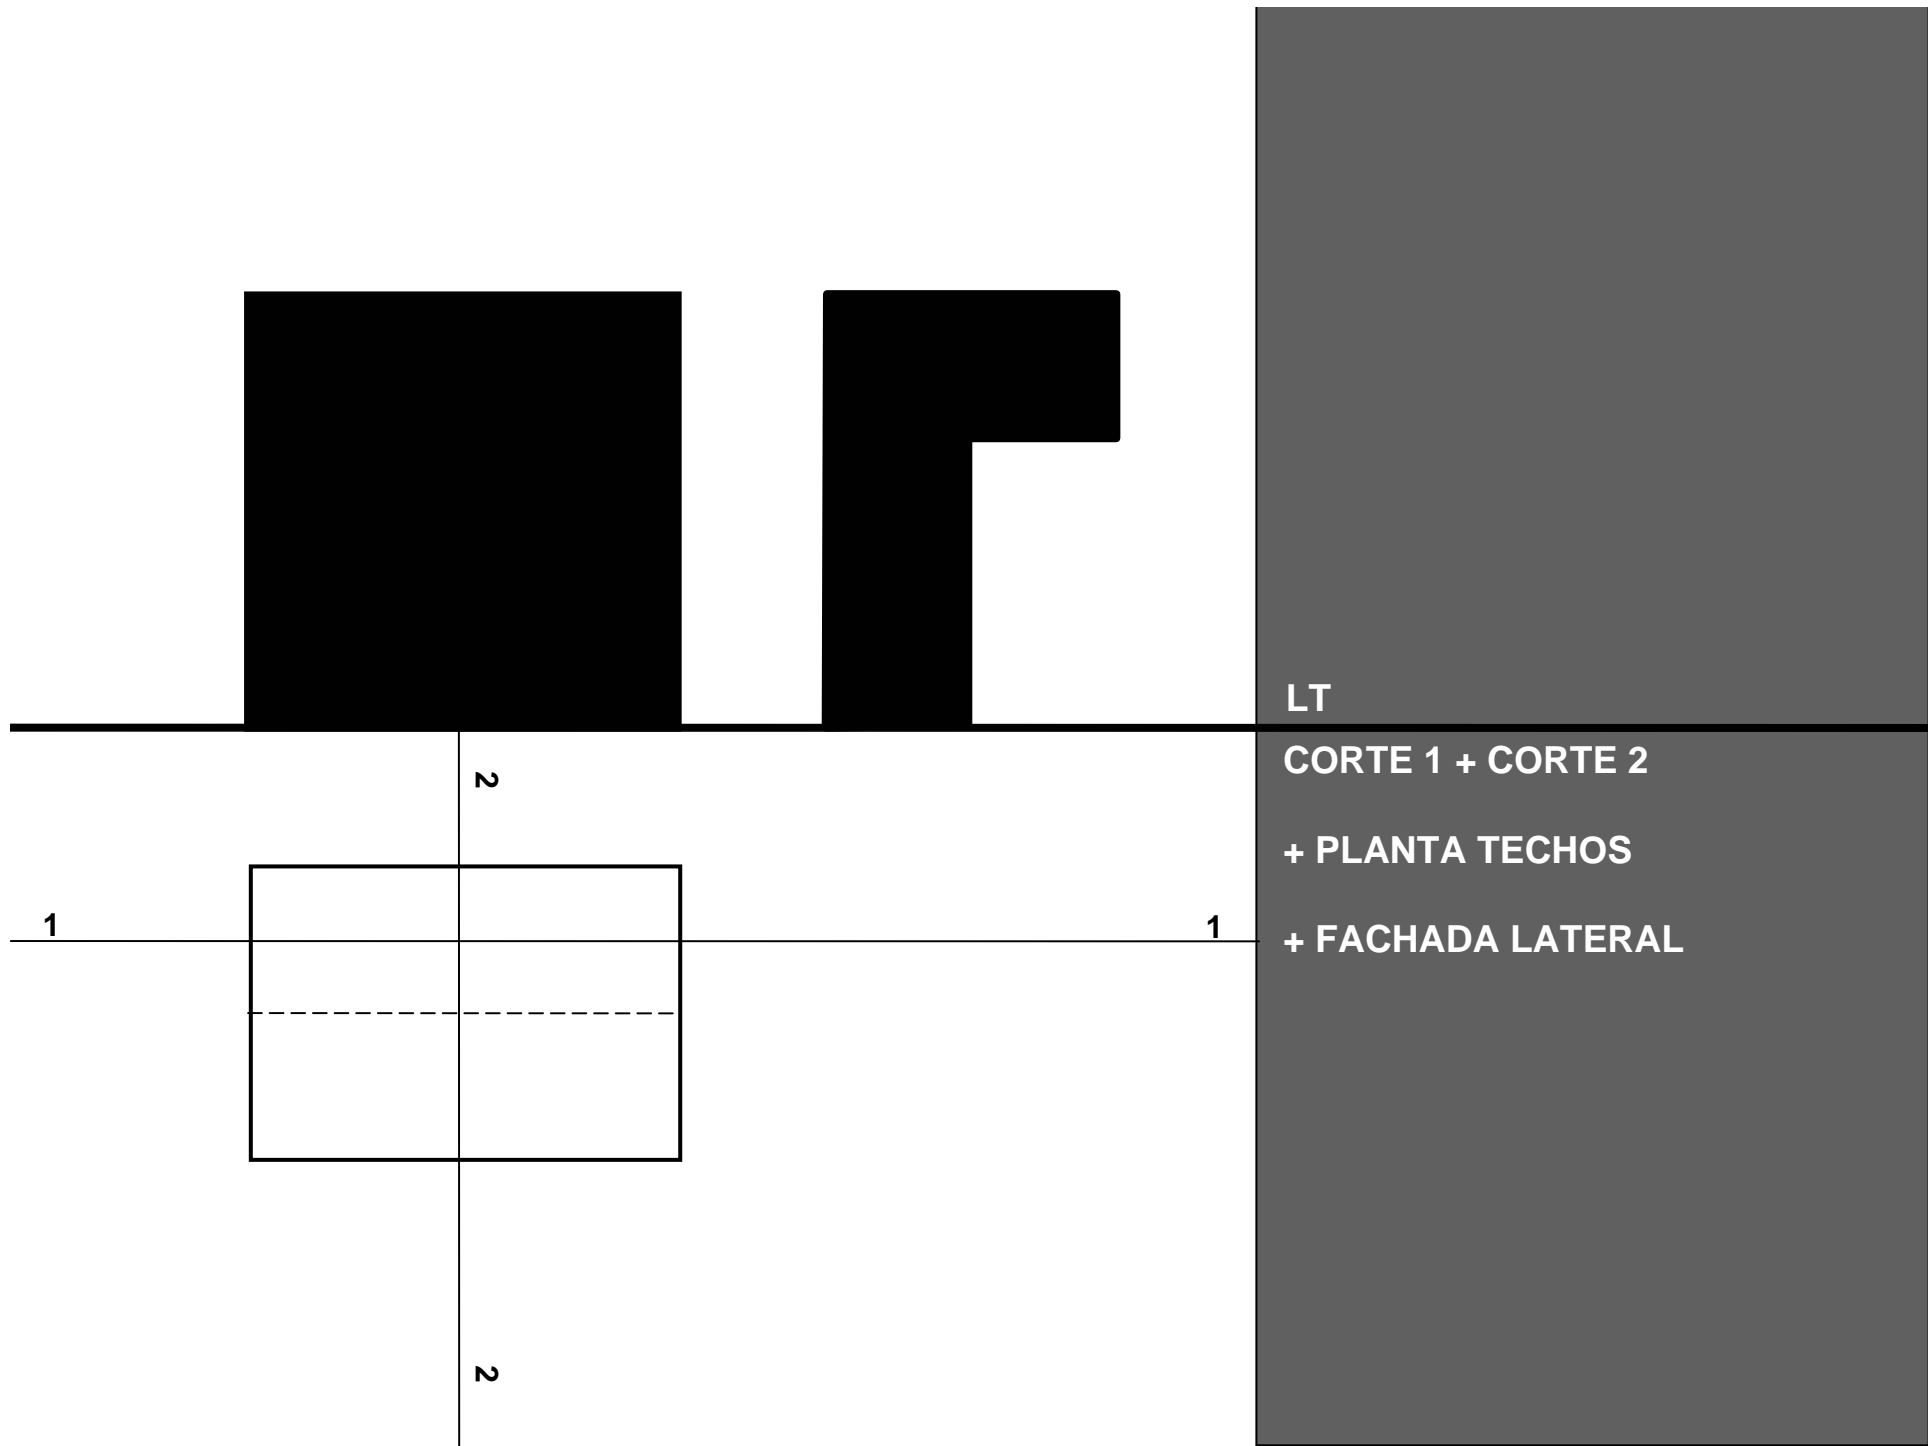 LT
CORTE 1 + CORTE 2
2
+ PLANTA TECHOS
1
1
+ FACHADA LATERAL
2